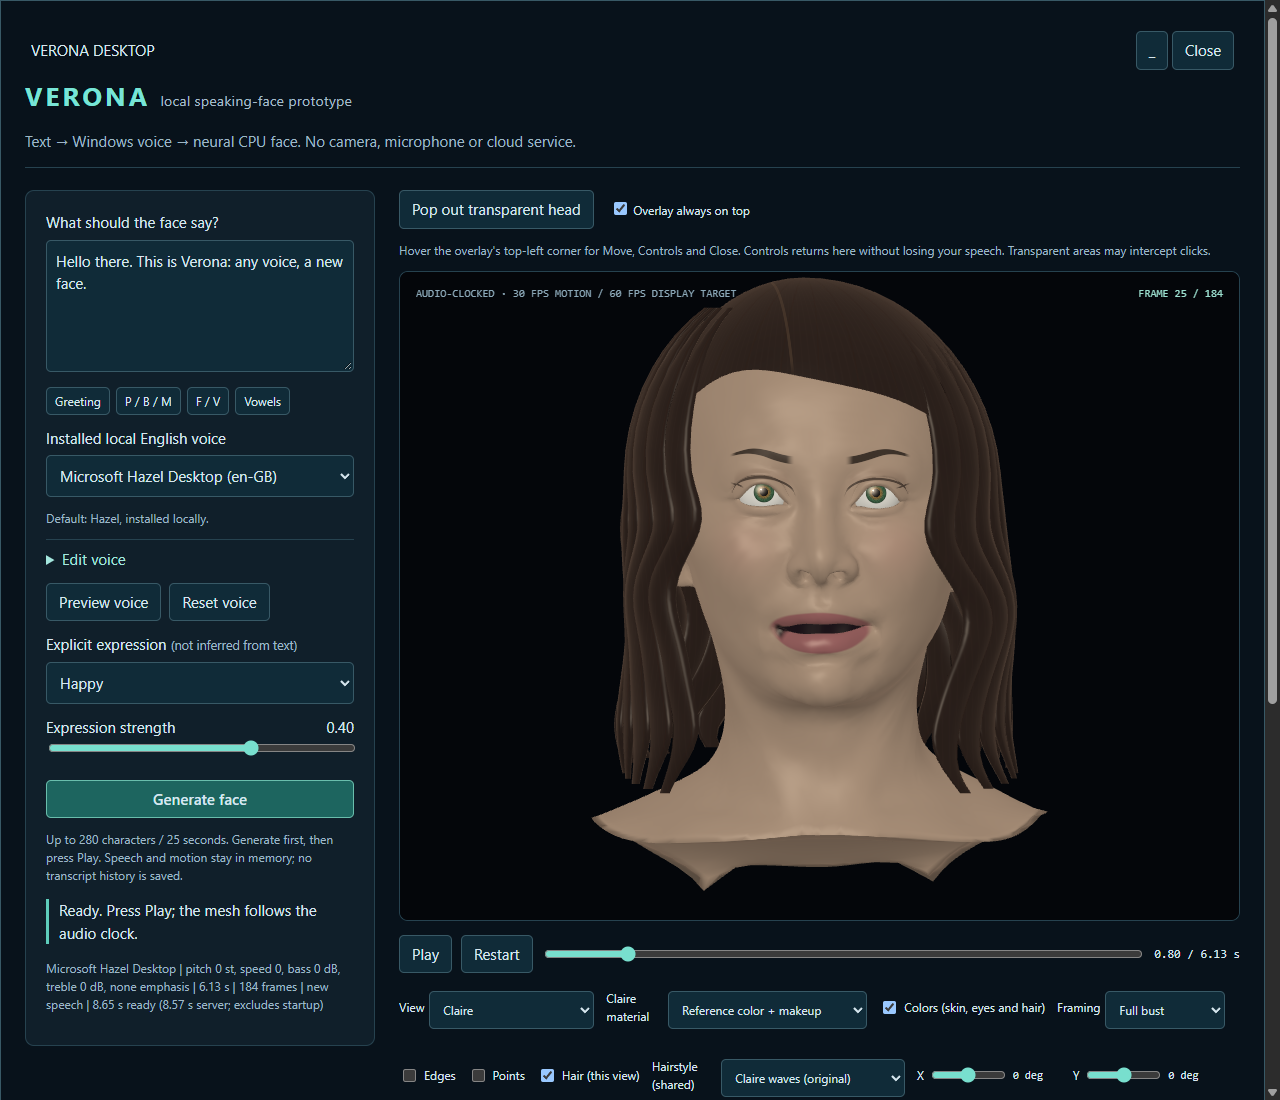 VERONA DESKTOP
_ Close
VERONA local speaking-face prototype
Text → Windows voice → neural CPU face. No camera, microphone or cloud service.
What should the face say?
Hello there. This is Verona: any voice, a new
face.
Greeting P / B / M F / V Vowels
Installed local English voice
Microsoft Hazel Desktop (en-GB)
Default: Hazel, installed locally.
Edit voice
Preview voice Reset voice
Explicit expression (not inferred from text)
Happy
Expression strength 0.40
Generate face
Up to 280 characters / 25 seconds. Generate first, then
press Play. Speech and motion stay in memory; no
transcript history is saved.
Ready. Press Play; the mesh follows the
audio clock.
Microsoft Hazel Desktop | pitch 0 st, speed 0, bass 0 dB,
treble 0 dB, none emphasis | 6.13 s | 184 frames | new
speech | 8.65 s ready (8.57 s server; excludes startup)
Pop out transparent head Overlay always on top
Hover the overlay's top-left corner for Move, Controls and Close. Controls returns here without losing your speech. Transparent areas may intercept clicks.
AUDIO-CLOCKED · 30 FPS MOTION / 60 FPS DISPLAY TARGET FRAME 25 / 184
Play Restart 0.80 / 6.13 s
View Claire Claire
material Reference color + makeup Colors (skin, eyes and hair) Framing Full bust
Edges Points Hair (this view) Hairstyle
(shared) Claire waves (original) X 0 deg Y 0 deg